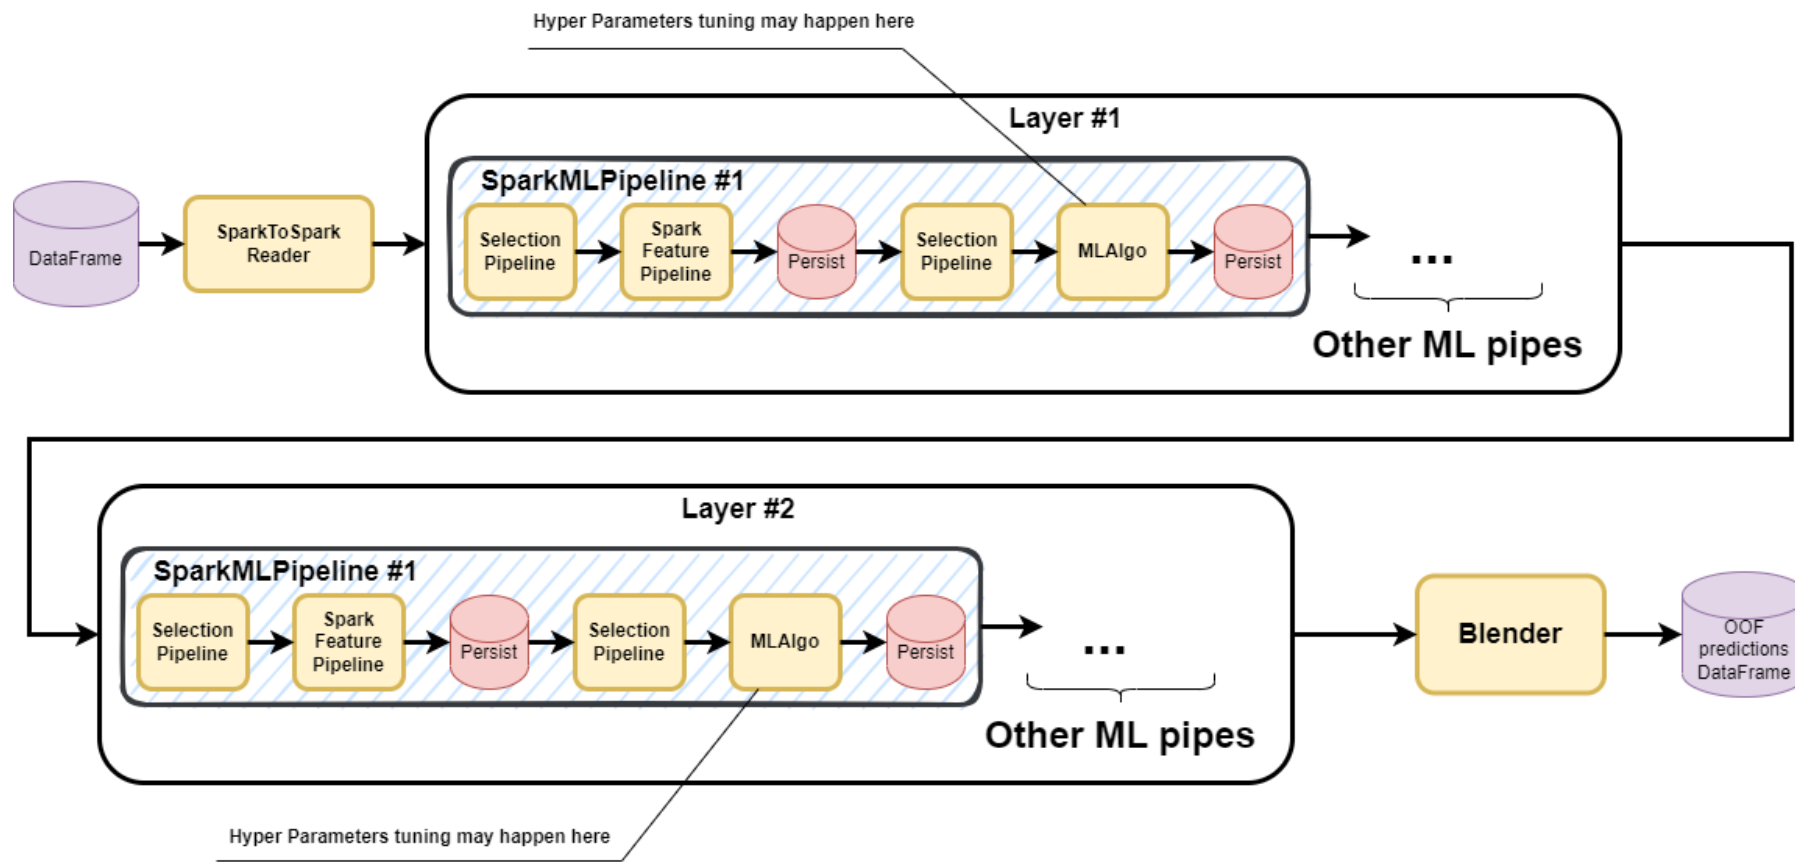 Hyper Parameters tuning may happen here
Layer #1
SparkMLPipeline #1
DataFrame
SparkToSpark
Reader
Selection
Pipeline
Spark
Feature
Pipeline
Persist
Selection
Pipeline
MLAlgo
Persist
...
Other ML pipes
Layer #2
SparkMLPipeline #1
Selection
Pipeline
Spark
Feature
Pipeline
Persist
Selection
Pipeline
MLAlgo
Persist
...
Other ML pipes
Blender
OOF
predictions
DataFrame
Hyper Parameters tuning may happen here